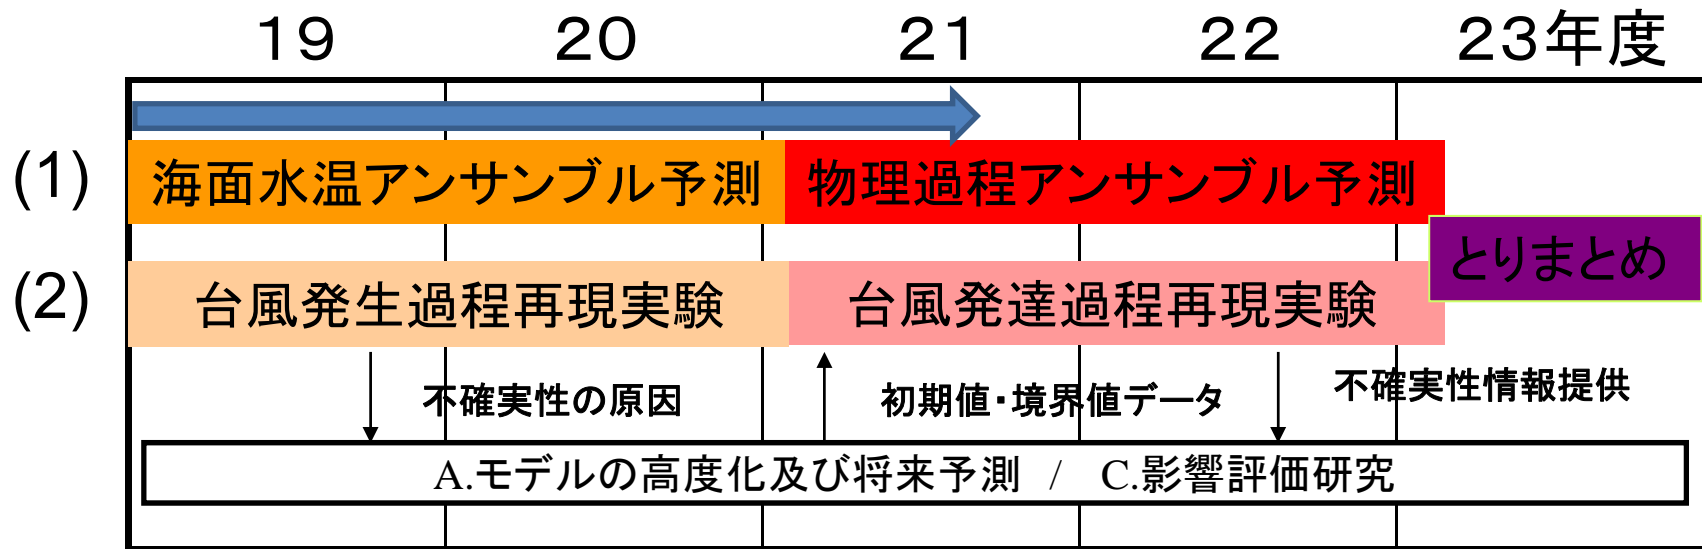 19 20 21 22 23年度
(1) 海面水温アンサンブル予測 物理過程アンサンブル予測
とりまとめ
(2) 台風発生過程再現実験 台風発達過程再現実験
不確実性の原因 初期値・境界値データ 不確実性情報提供
A.モデルの高度化及び将来予測 / C.影響評価研究